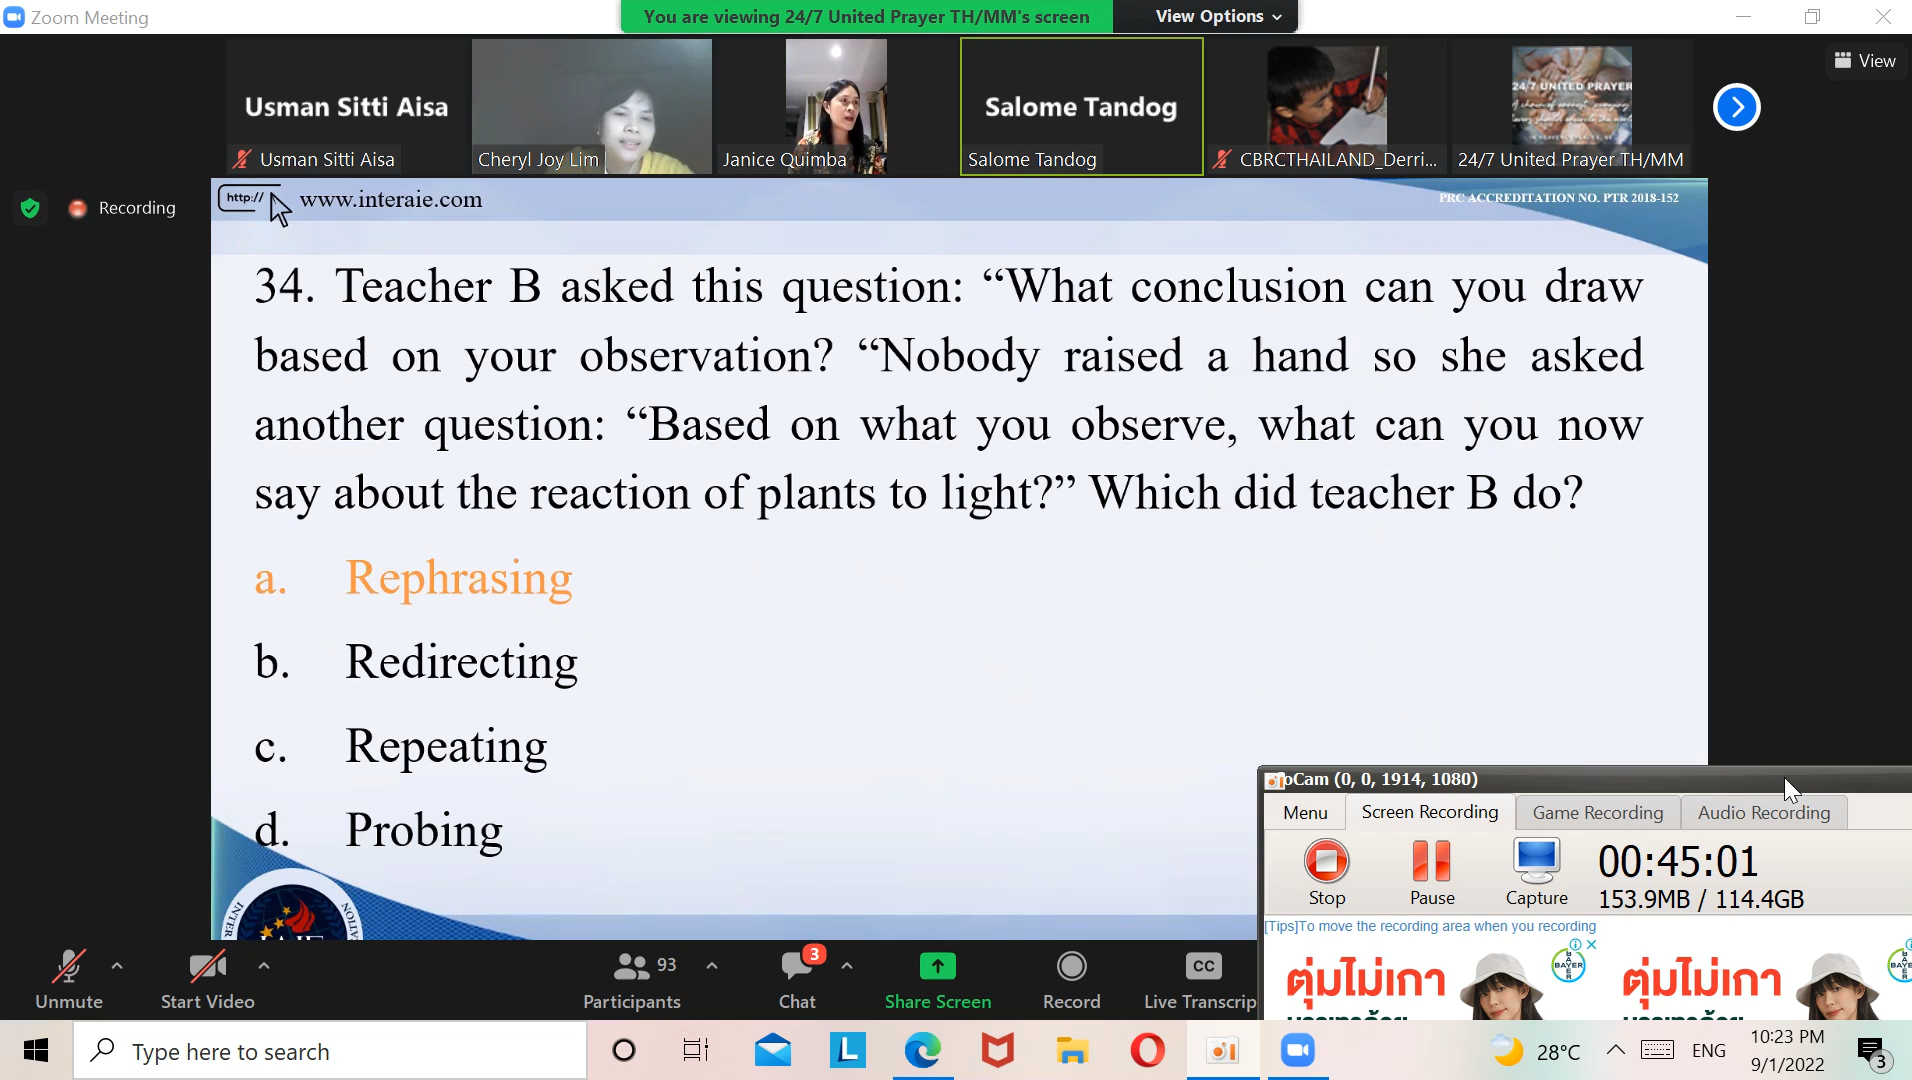 Zoom Meeting
You are viewing 24/7 United Prayer TH/MM's screen
View Options
Usman Sitti Aisa
Salome Tandog
24/7 UNITED PRAYER
View
Usman Sitti Aisa
Cheryl Joy Lim
Janice Quimba
Salome Tandog
CBRCTHAILAND_Derri...
24/7 United Prayer TH/MM
Recording
http://
www.interaie.com
PRC ACCREDITATION NO. PTR 2018-152
34. Teacher B asked this question: “What conclusion can you draw
based on your observation? “Nobody raised a hand so she asked
another question: “Based on what you observe, what can you now
say about the reaction of plants to light?” Which did teacher B do?
a. Rephrasing
b. Redirecting
c. Repeating
d. Probing
oCam (0, 0, 1914, 1080)
Menu
Screen Recording
Game Recording
Audio Recording
00:45:01
Stop
Pause
Capture
153.9MB / 114.4GB
[Tips]To move the recording area when you recording
ตุ่มไม่เกา
BAYER
ตุ่มไม่เกา
93
3
CC
Unmute
Start Video
Participants
Chat
Share Screen
Record
Live Transcrip
Type here to search
L
28°C
ENG
10:23 PM
9/1/2022
3